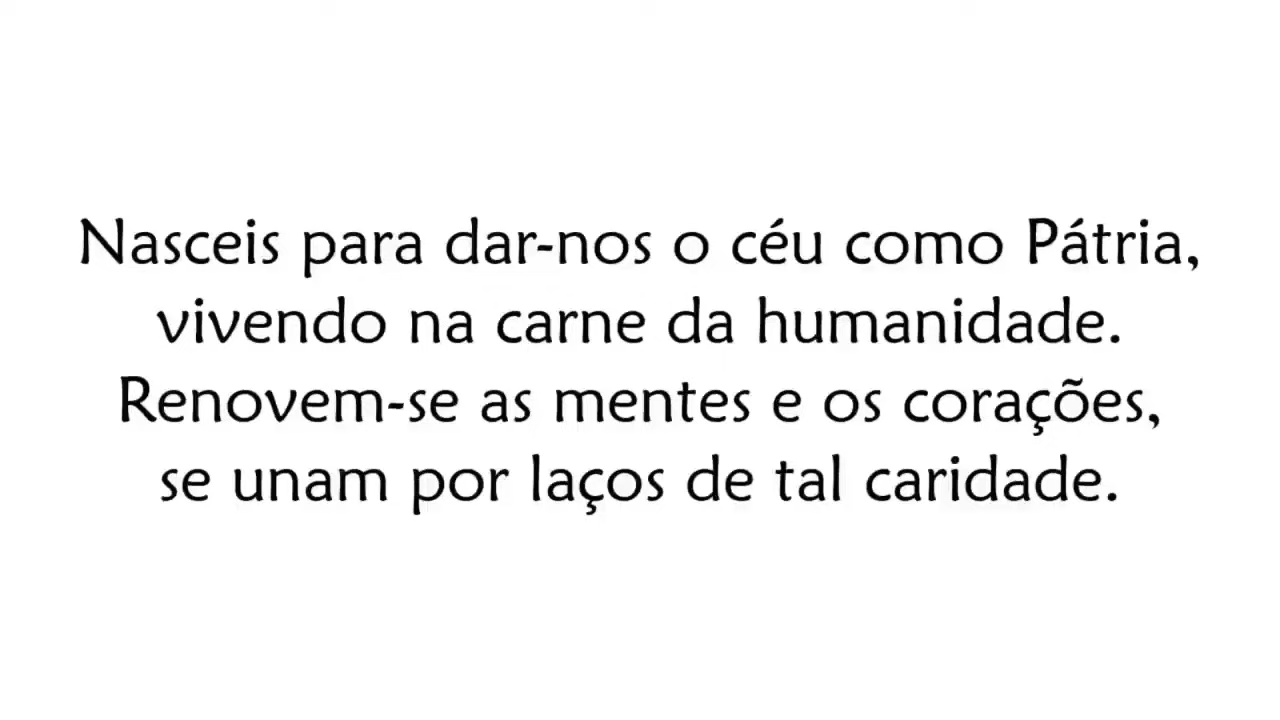 Nasceis para dar-nos o céu como Pátria,
vivendo na carne da humanidade.
Renovem-se as mentes e os corações,
se unam por laços de tal caridade.